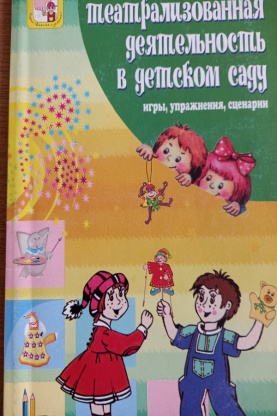 театрализованная
деятельность
в детском саду
игры, упражнения, сценарии